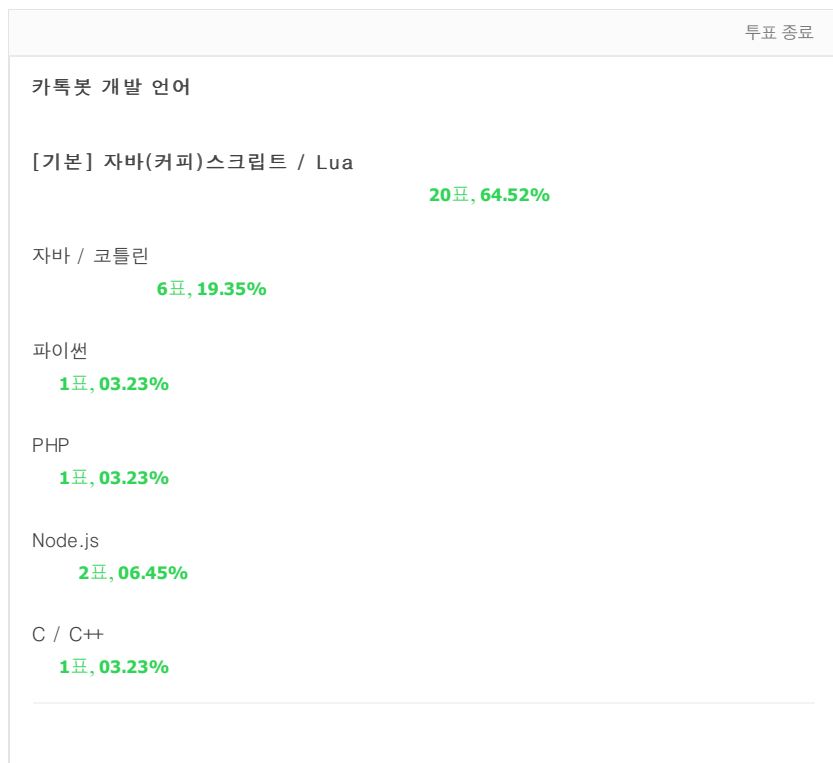 투표 종료
카톡봇 개발 언어
[기본] 자바(커피)스크립트 / Lua
20표, 64.52%
자바 / 코틀린
6표, 19.35%
파이썬
1표, 03.23%
PHP
1표, 03.23%
Node.js
2표, 06.45%
C / C++
1표, 03.23%